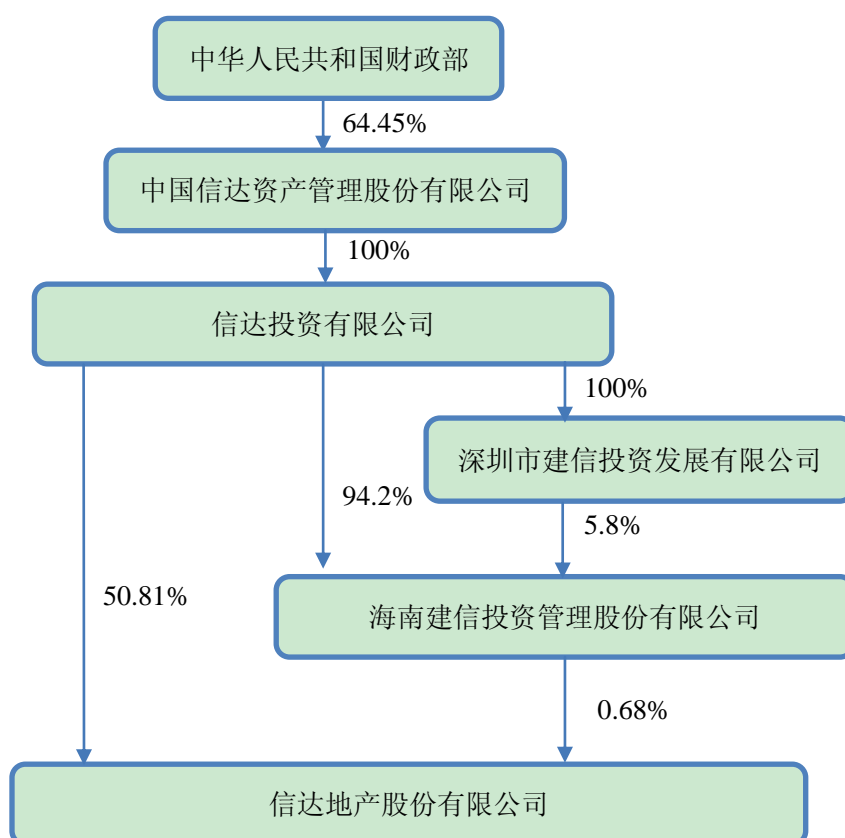 中华人民共和国财政部
64.45%
中国信达资产管理股份有限公司
100%
信达投资有限公司
100%
深圳市建信投资发展有限公司
94.2%
5.8%
50.81%
海南建信投资管理股份有限公司
0.68%
信达地产股份有限公司